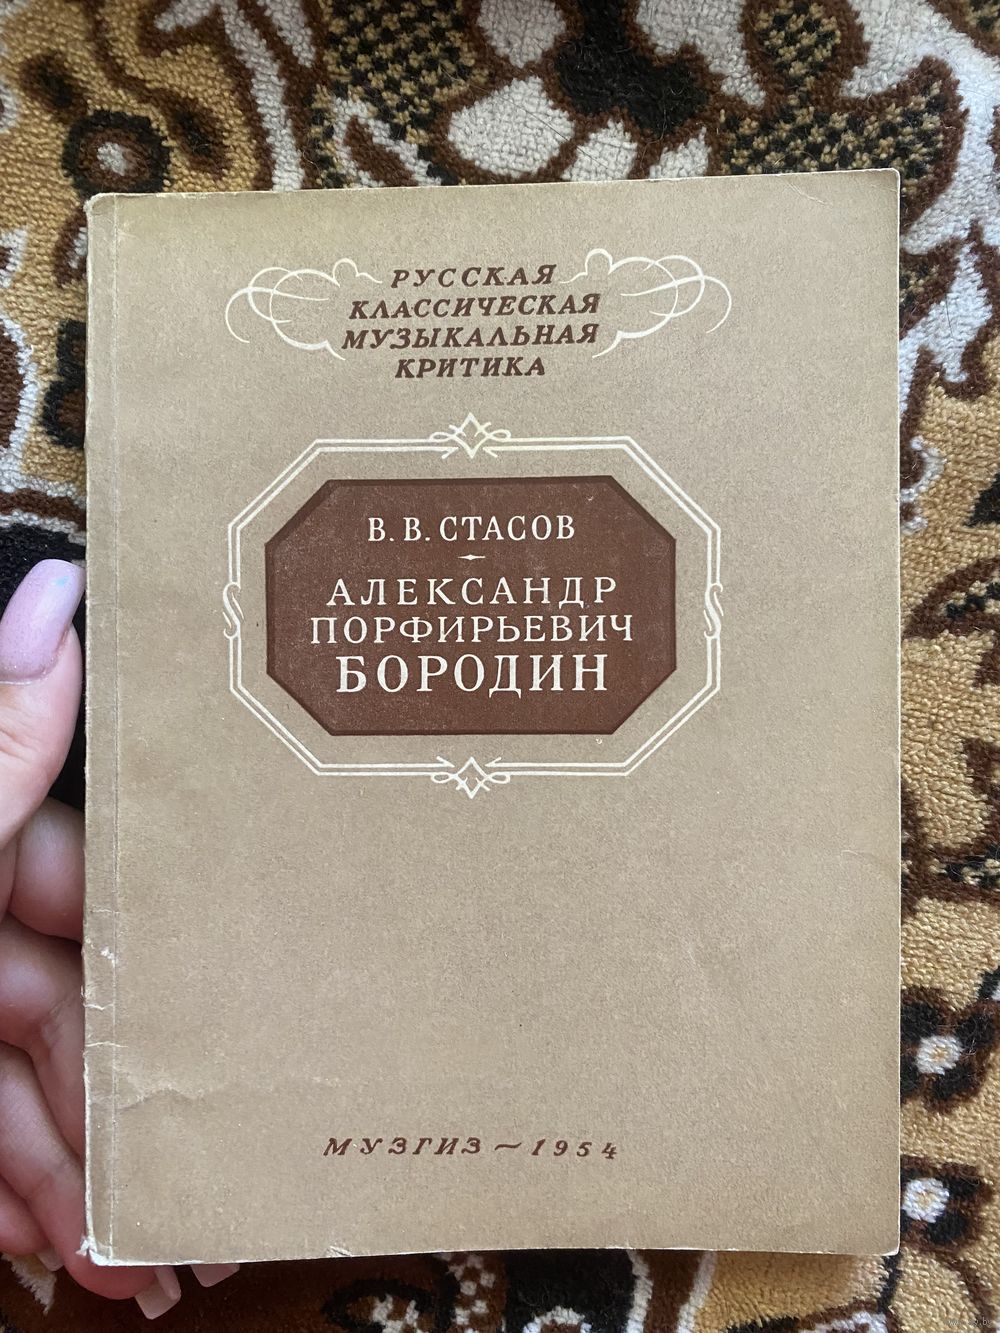 РУССКАЯ
КЛАССИЧЕСКАЯ
МУЗЫКАЛЬНАЯ
КРИТИКА
В. В. СТАСОВ
АЛЕКСАНДР
ПОРФИРЬЕВИЧ
БОРОДИН
МУЗГИЗ ~ 1954